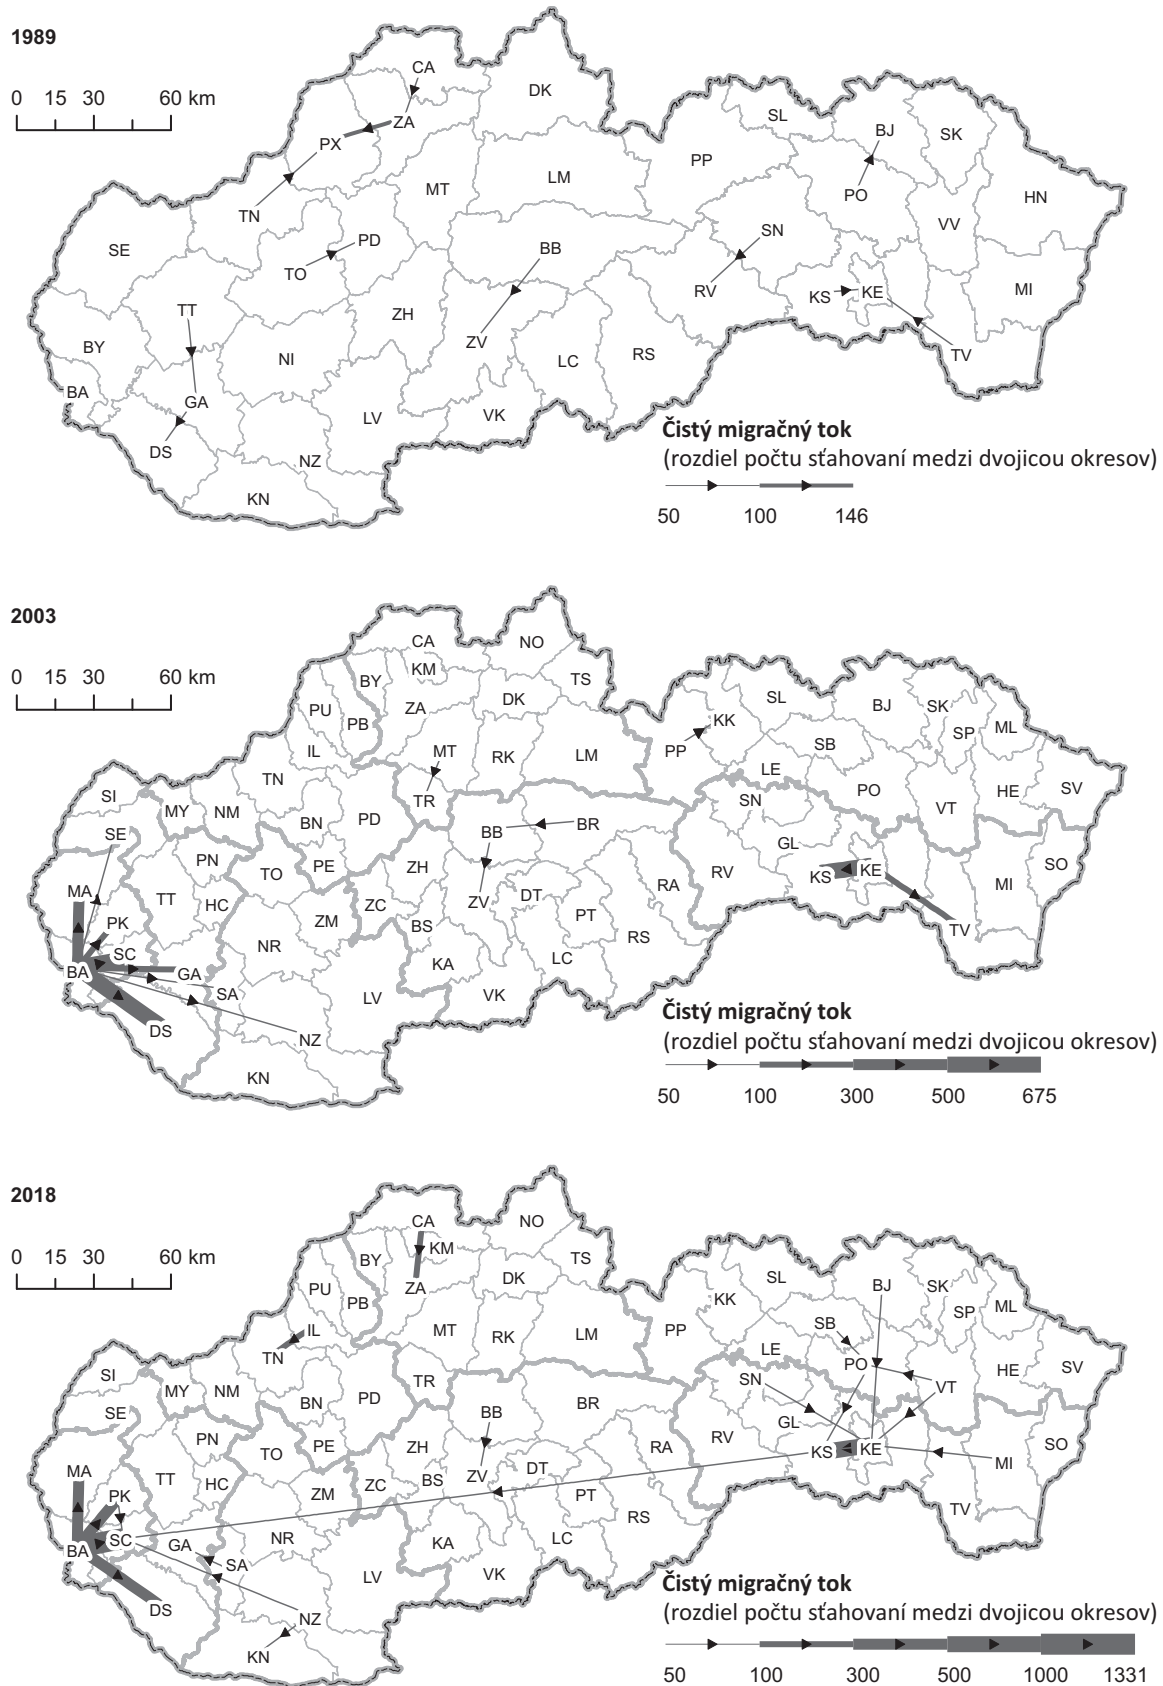 1989
0 15 30 60 km
CA
DK
ZA
SL
BJ
SK
PX
PP
MT
LM
PO
HN
TN
VV
SE
PD
BB
SN
TO
RV
KS
KE
MI
TT
ZH
BY
NI
ZV
LC
RS
TV
BA
GA
LV
VK
DS
NZ
KN
Čistý migračný tok
(rozdiel počtu sťahovaní medzi dvojicou okresov)
50 100 146
2003
0 15 30 60 km
CA
NO
KM
BY
TS
PU
PB
ZA
DK
SL
BJ
SK
KK
ML
SP
IL
MT
RK
LM
PP
SB
TN
LE
HE
SV
SI
MY
NM
TR
SN
PO
VT
BN
PD
SE
BB
BR
GL
PN
TO
PE
ZH
RV
KS
KE
MI
SO
MA
TT
HC
ZC
ZV
DT
RA
PK
ZM
BS
PT
NR
RS
TV
SC
KA
LC
BA
GA
SA
LV
VK
DS
NZ
KN
Čistý migračný tok
(rozdiel počtu sťahovaní medzi dvojicou okresov)
50 100 300 500 675
2018
0 15 30 60 km
CA
NO
KM
BY
TS
PU
PB
ZA
DK
SL
BJ
SK
KK
ML
SP
IL
MT
RK
LM
PP
SB
TN
LE
PO
HE
SV
SI
MY
NM
TR
SN
VT
BN
PD
SE
BB
BR
GL
PN
TO
PE
ZH
RV
KS
KE
MI
SO
MA
TT
HC
ZC
BS
ZV
DT
RA
PK
ZM
PT
RS
TV
SC
NR
KA
LC
BA
GA
SA
LV
VK
DS
NZ
KN
Čistý migračný tok
(rozdiel počtu sťahovaní medzi dvojicou okresov)
50 100 300 500 1000 1331